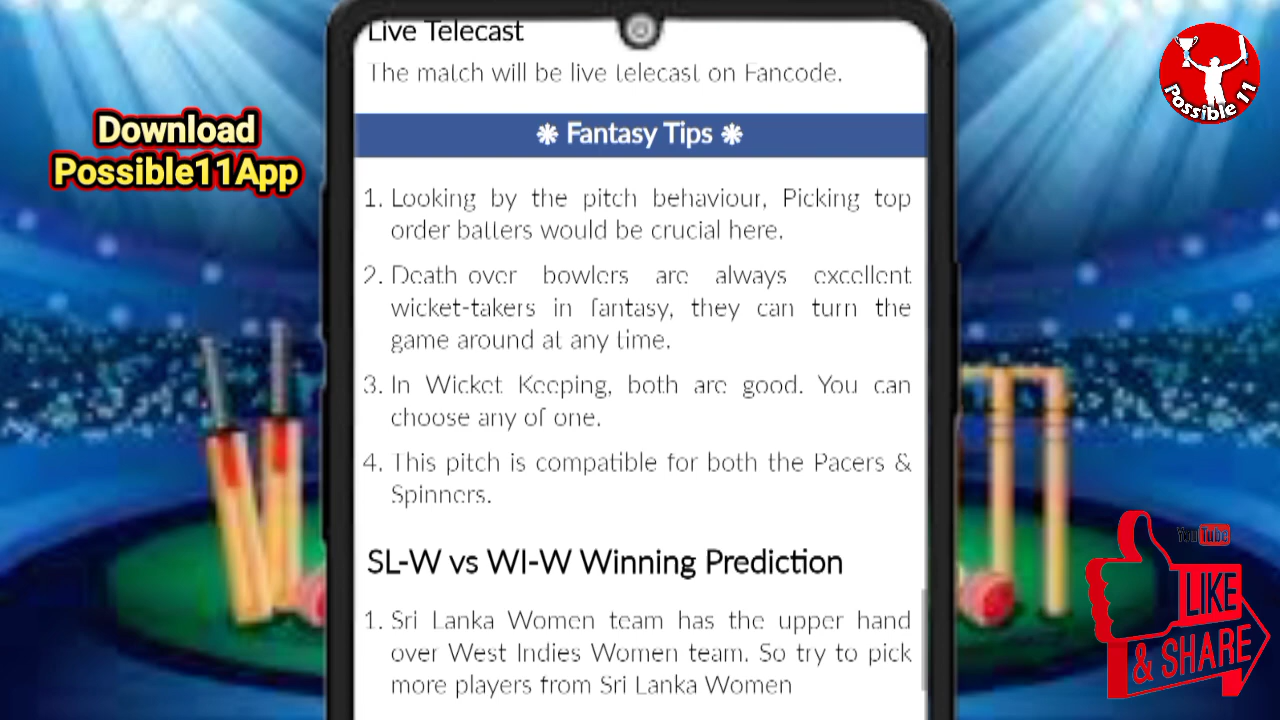 Live Telecast
The match will be live telecast on Fancode.
Download
Possible11App
Possible 11
❋ Fantasy Tips ❋
1. Looking by the pitch behaviour, Picking top
order batters would be crucial here.
2. Death over bowlers are always excellent
wicket-takers in fantasy, they can turn the
game around at any time.
3. In Wicket Keeping, both are good. You can
choose any of one.
4. This pitch is compatible for both the Pacers &
Spinners.
SL-W vs WI-W Winning Prediction
1. Sri Lanka Women team has the upper hand
over West Indies Women team. So try to pick
more players from Sri Lanka Women
YouTube
LIKE
& SHARE